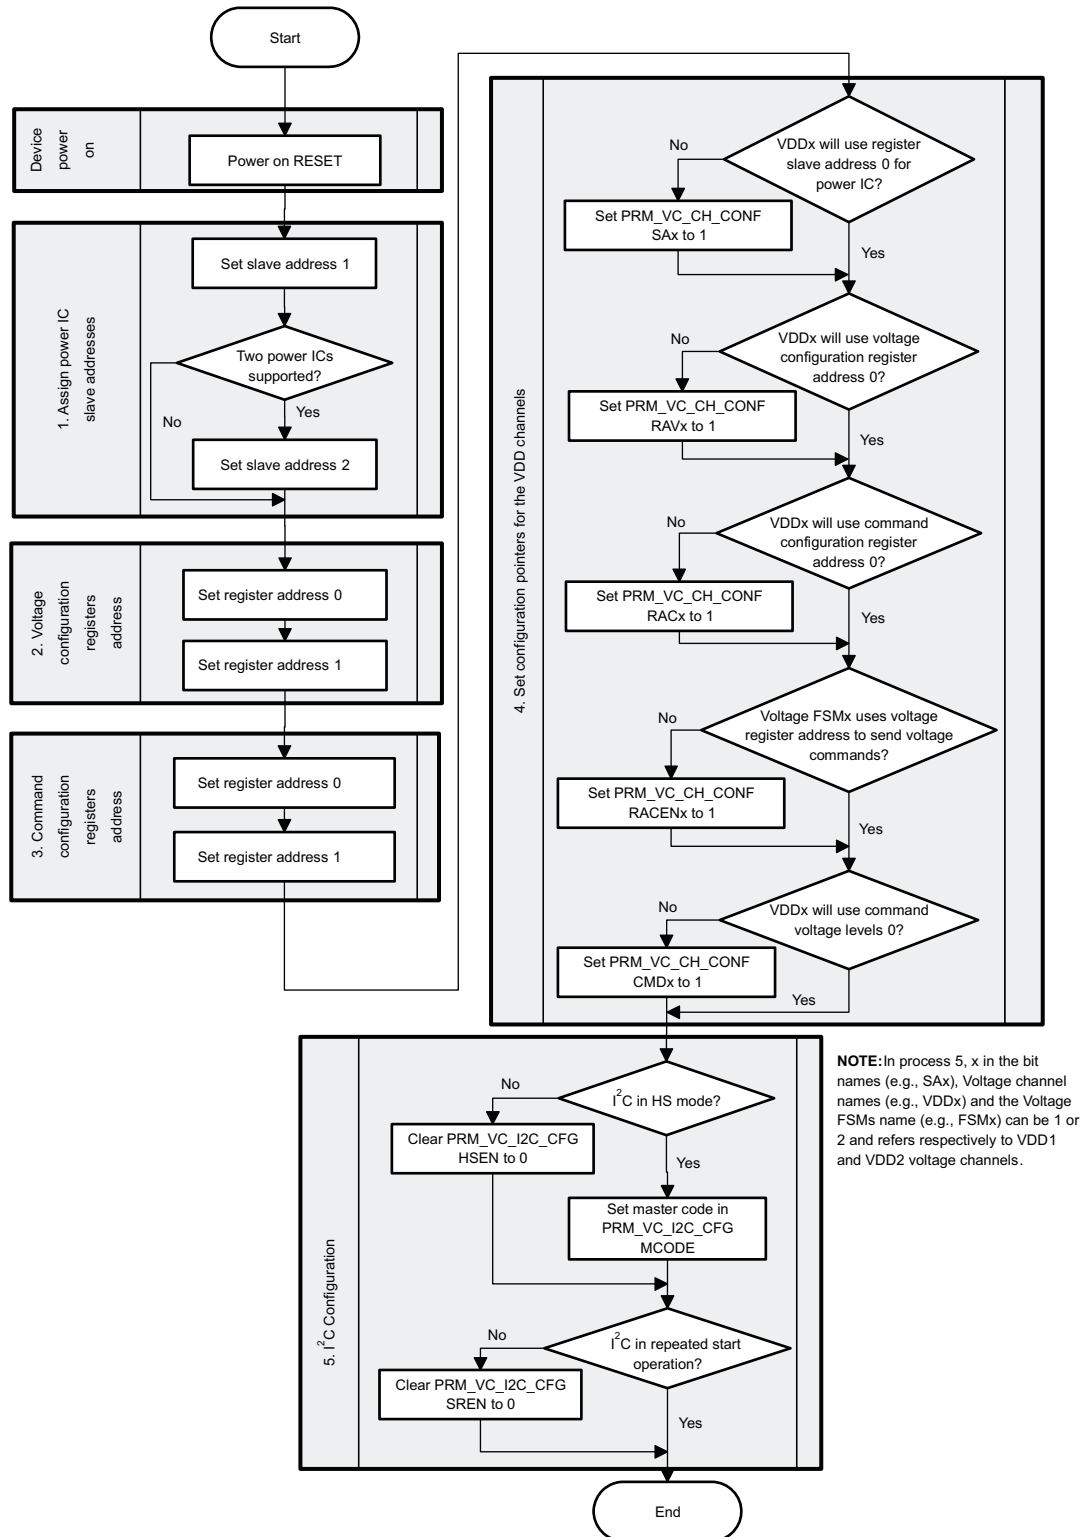 Start
Device
power
on
Power on RESET
1. Assign power IC
slave addresses
Set slave address 1
Two power ICs
supported?
No
Yes
Set slave address 2
2. Voltage
configuration
registers
address
Set register address 0
Set register address 1
3. Command
configuration
registers
address
Set register address 0
Set register address 1
4. Set configuration pointers for the VDD channels
VDDx will use register
slave address 0 for
power IC?
No
Set PRM_VC_CH_CONF
SAx to 1
Yes
VDDx will use voltage
configuration register
address 0?
No
Set PRM_VC_CH_CONF
RAVx to 1
Yes
VDDx will use command
configuration register
address 0?
No
Set PRM_VC_CH_CONF
RACx to 1
Yes
Voltage FSMx uses voltage
register address to send voltage
commands?
No
Set PRM_VC_CH_CONF
RACENx to 1
Yes
VDDx will use command
voltage levels 0?
No
Set PRM_VC_CH_CONF
CMDx to 1
Yes
5. I²C Configuration
I²C in HS mode?
No
Clear PRM_VC_I2C_CFG
HSEN to 0
Yes
Set master code in
PRM_VC_I2C_CFG
MCODE
I²C in repeated start
operation?
No
Clear PRM_VC_I2C_CFG
SREN to 0
Yes
End
NOTE:In process 5, x in the bit
names (e.g., SAx), Voltage channel
names (e.g., VDDx) and the Voltage
FSMs name (e.g., FSMx) can be 1 or
2 and refers respectively to VDD1
and VDD2 voltage channels.